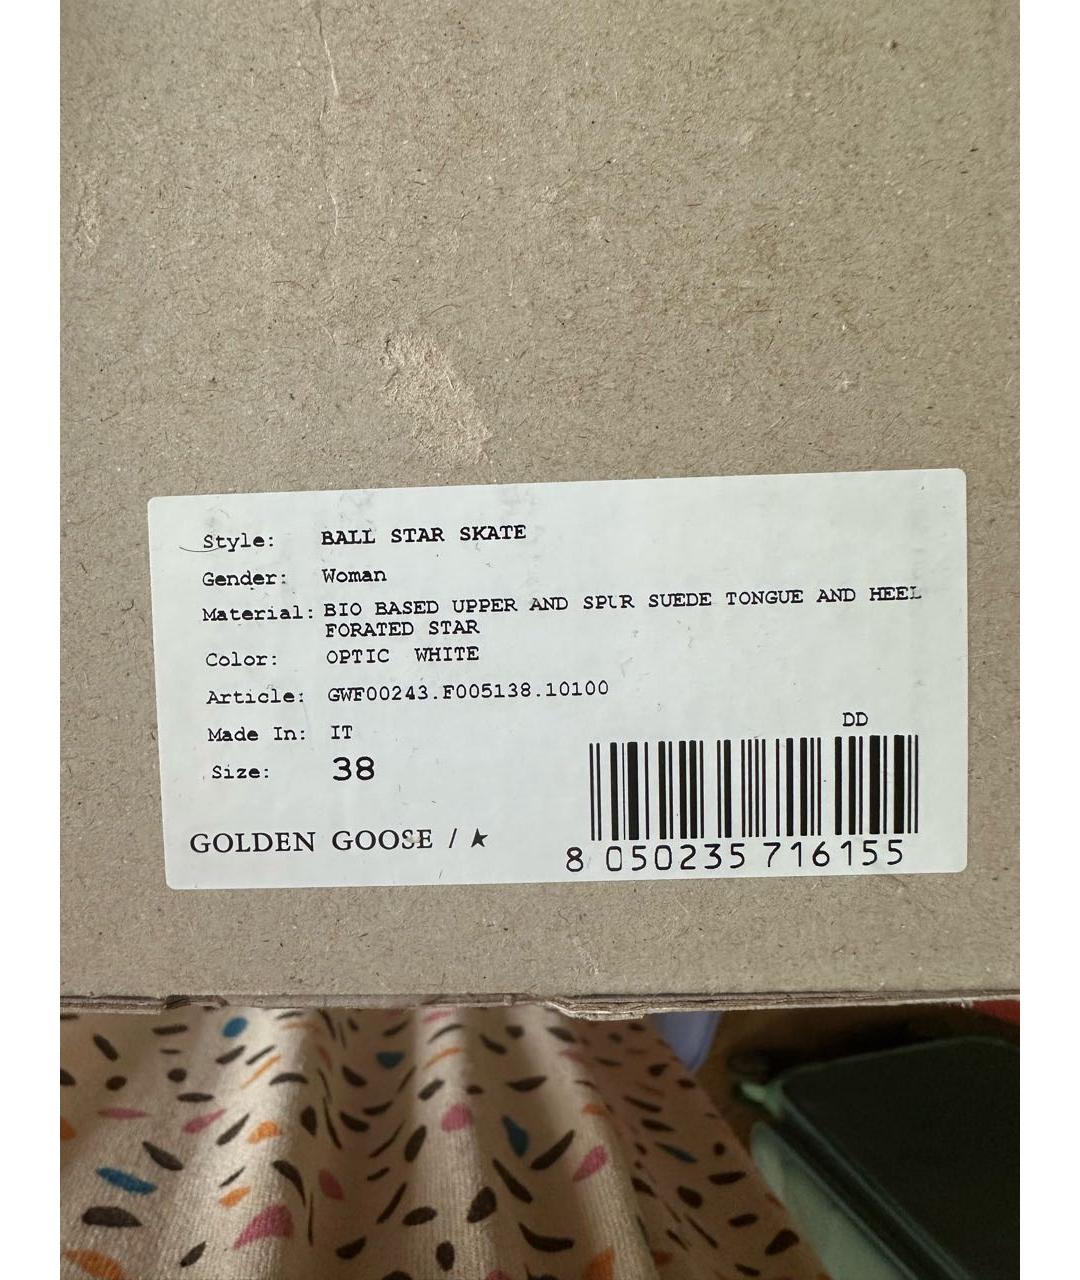 Style: BALL STAR SKATE
Gender: Woman
Material: BIO BASED UPPER AND SPUR SUEDE TONGUE AND HEEL
FORATED STAR
Color: OPTIC WHITE
Article: GWF00243.F005138.10100
Made In: IT
DD
Size: 38
GOLDEN GOOSE / ★
8 050235 716155